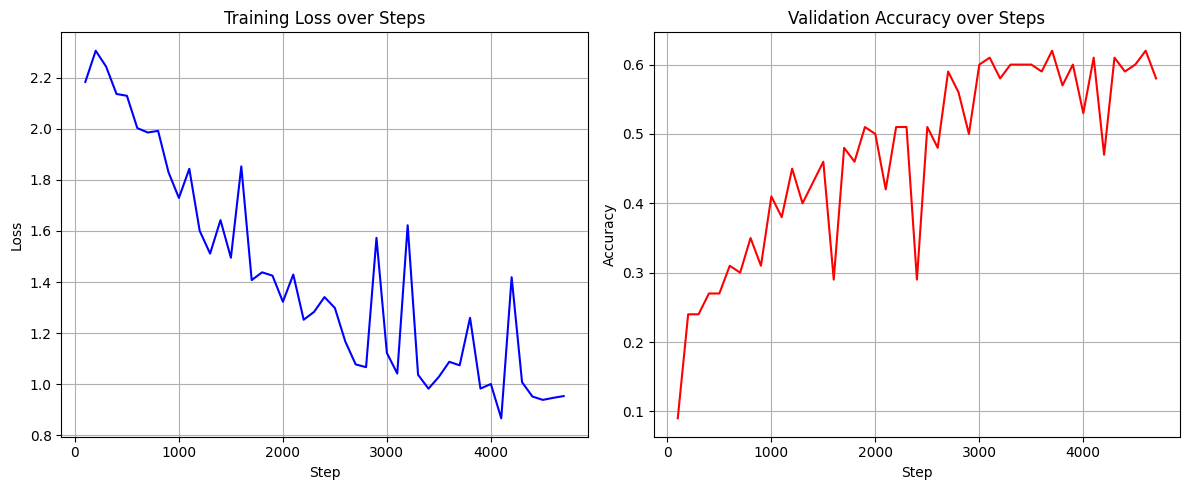 Training Loss over Steps
Loss
2.2
2.0
1.8
1.6
1.4
1.2
1.0
0.8
0 1000 2000 3000 4000
Step
Validation Accuracy over Steps
Accuracy
0.6
0.5
0.4
0.3
0.2
0.1
0 1000 2000 3000 4000
Step